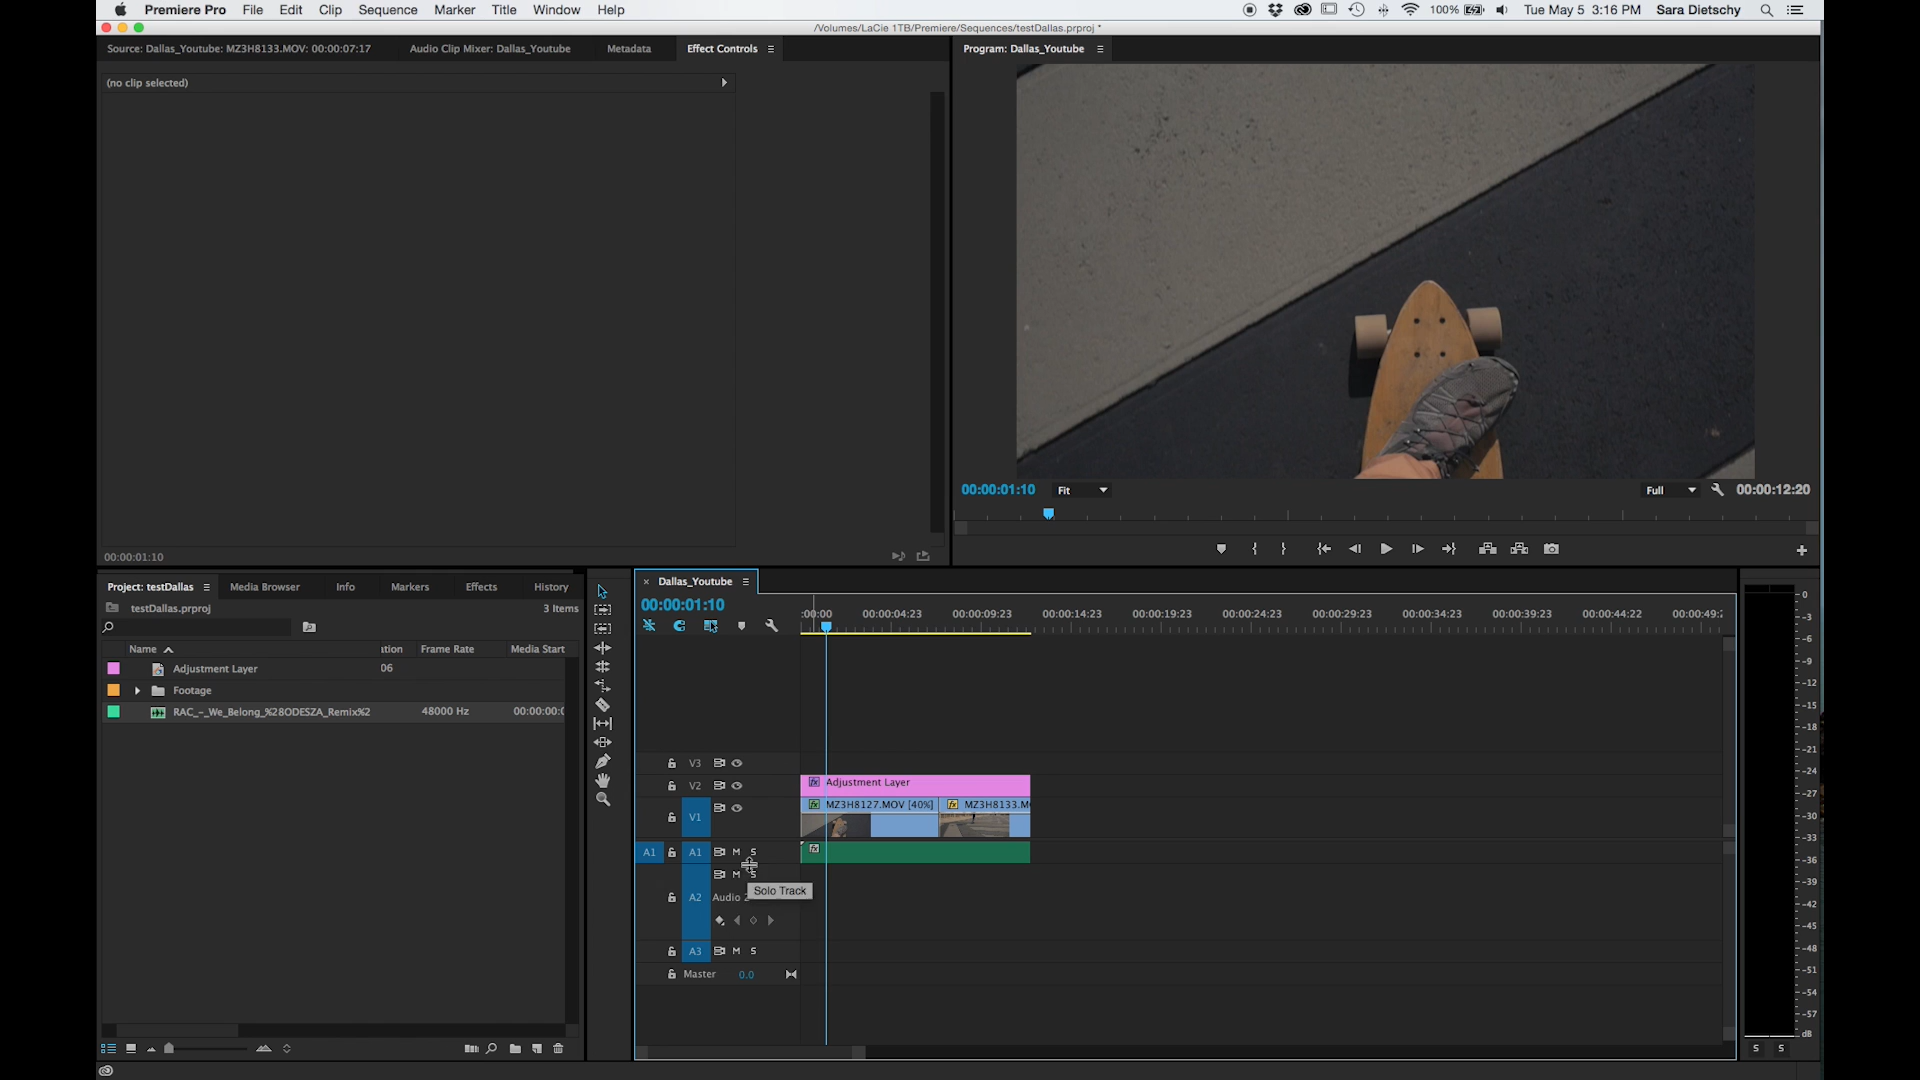 Premiere Pro File Edit Clip Sequence Marker Title Window Help 100% Tue May 5 3:16 PM Sara Dietschy
/Volumes/LaCie 1TB/Premiere/Sequences/testDallas.prproj *
Source: Dallas_Youtube: MZ3H8133.MOV: 00:00:07:17 Audio Clip Mixer: Dallas_Youtube Metadata Effect Controls
Program: Dallas_Youtube
(no clip selected)
00:00:01:10 Fit Full 00:00:12:20
00:00:01:10
Project: testDallas Media Browser Info Markers Effects History
testDallas.prproj 3 Items
Name ation Frame Rate Media Start
Adjustment Layer 06
Footage
RAC_-_We_Belong_%28ODESZA_Remix%2 48000 Hz 00:00:00:0
Dallas_Youtube
00:00:01:10
:00:00 00:00:04:23 00:00:09:23 00:00:14:23 00:00:19:23 00:00:24:23 00:00:29:23 00:00:34:23 00:00:39:23 00:00:44:22 00:00:49:2
V3
V2 fx Adjustment Layer
V1 fx MZ3H8127.MOV [40%] fx MZ3H8133.M
A1 A1 M S fx
M S
Solo Track
A2 Audio 2
A3 M S
Master 0.0
0
-3
-6
-9
-12
-15
-18
-21
-24
-27
-30
-33
-36
-39
-42
-45
-48
-51
-54
-57
dB
S S